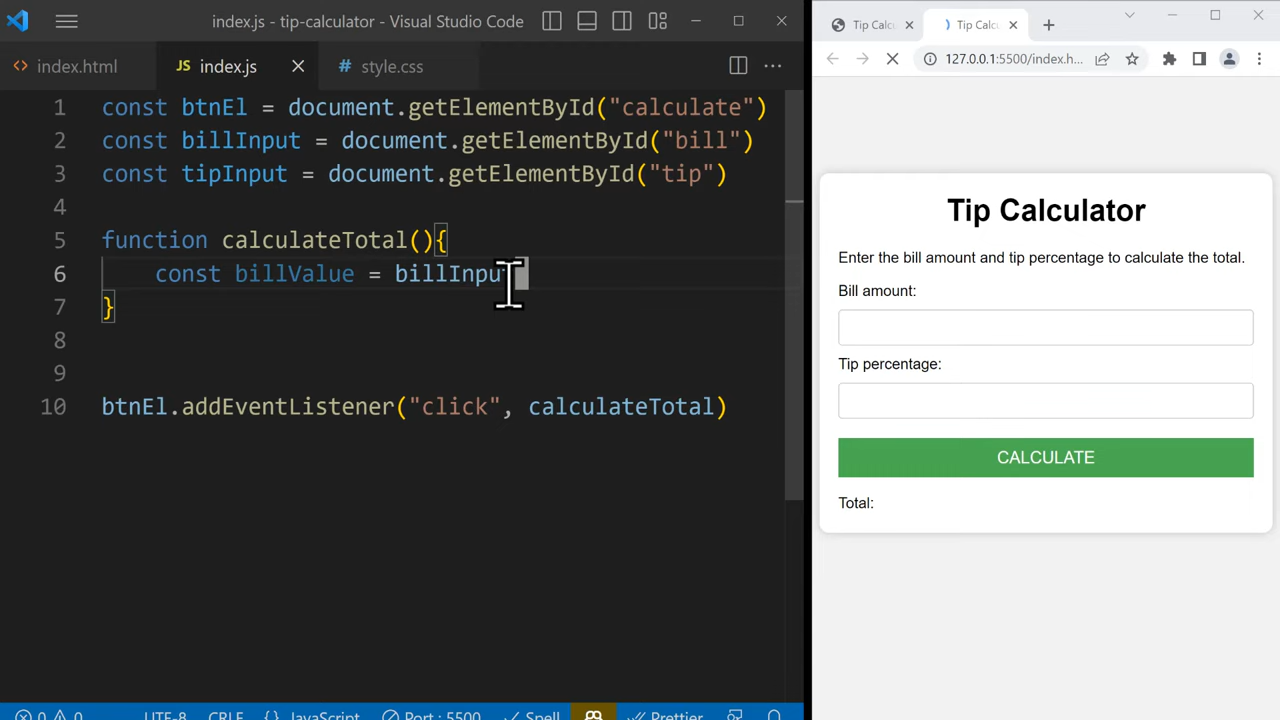 index.js - tip-calculator - Visual Studio Code
index.html
JS index.js
# style.css
1 const btnEl = document.getElementById("calculate")
2 const billInput = document.getElementById("bill")
3 const tipInput = document.getElementById("tip")
4
5 function calculateTotal(){
6 const billValue = billInput
7 }
8
9
10 btnEl.addEventListener("click", calculateTotal)
0 0 UTF-8 CRLF {} JavaScript Port : 5500 Spell Prettier
Tip Calc
Tip Calc
127.0.0.1:5500/index.h...
Tip Calculator
Enter the bill amount and tip percentage to calculate the total.
Bill amount:
Tip percentage:
CALCULATE
Total: